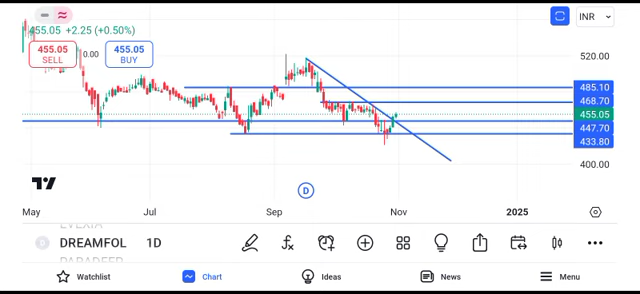 455.05 +2.25 (+0.50%)
INR
455.05
SELL
0.00
455.05
BUY
520.00
485.10
468.70
455.05
447.70
433.80
400.00
D
May Jul Sep Nov 2025
EVEXIA
D DREAMFOL 1D
PARADEEP
Watchlist Chart Ideas News Menu